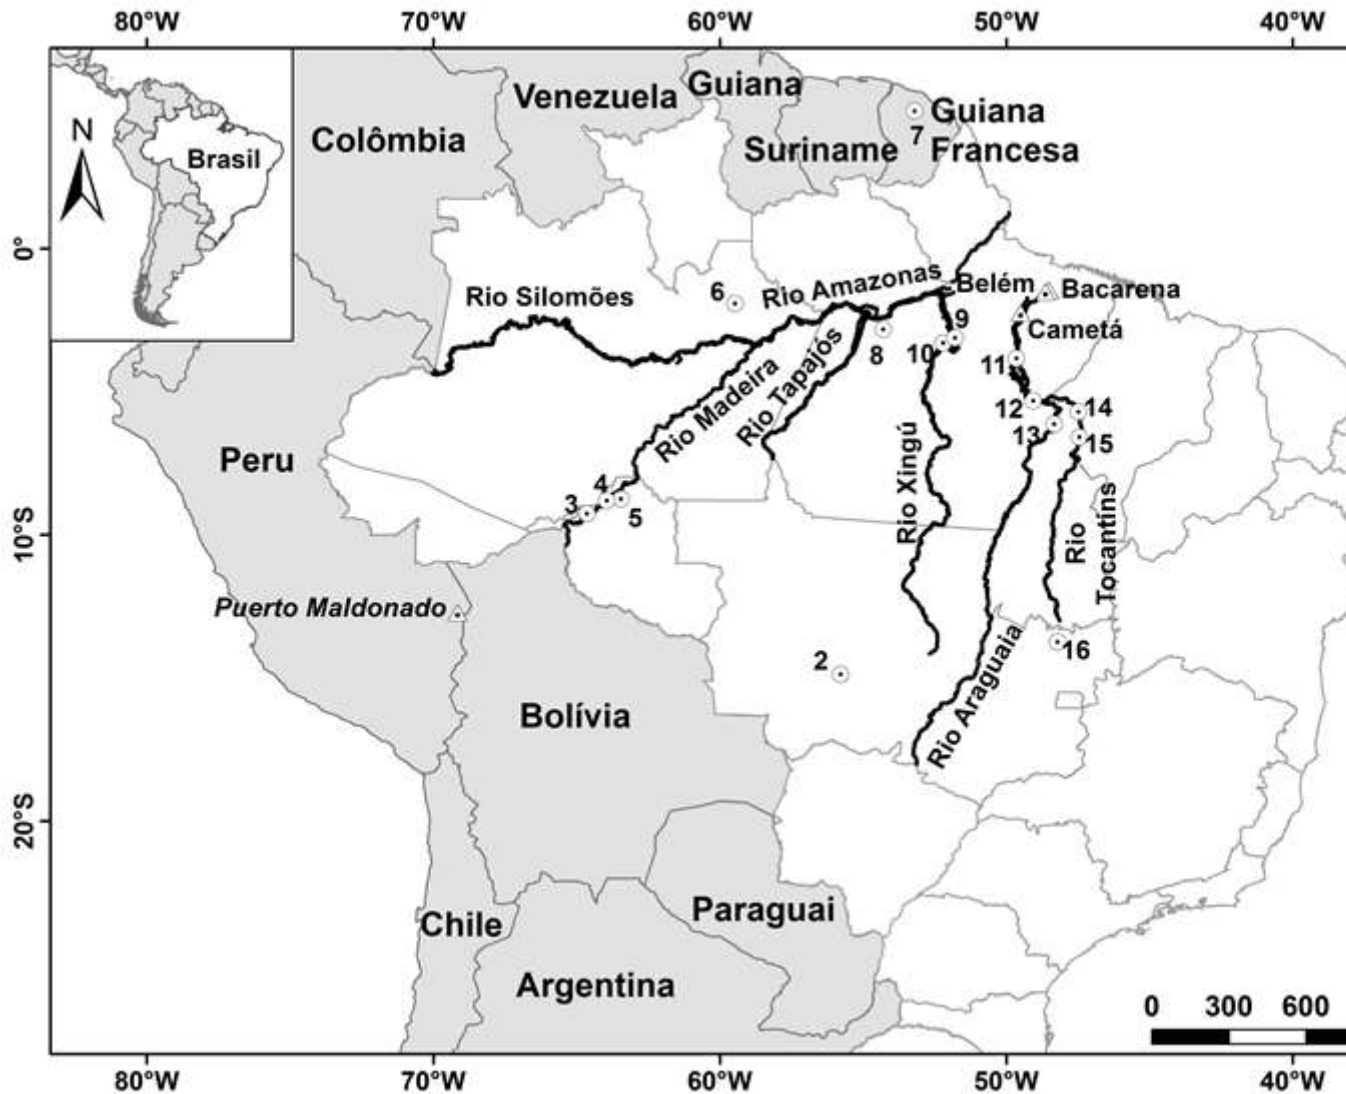 80°W 70°W 60°W 50°W 40°W
N
Brasil
Colômbia
Venezuela
Guiana
Suriname
7
Guiana
Francesa
0°
Rio Silomões
6
Rio Amazonas
Belém
Bacarena
Cametá
8
9
10
11
12
13
14
15
Rio Madeira
Rio Tapajós
Rio Xingú
Rio
Tocantins
Peru
3
4
5
10°S
Puerto Maldonado
2
16
Rio Araguaia
Bolívia
20°S
Paraguai
Chile
Argentina
0 300 600
80°W 70°W 60°W 50°W 40°W